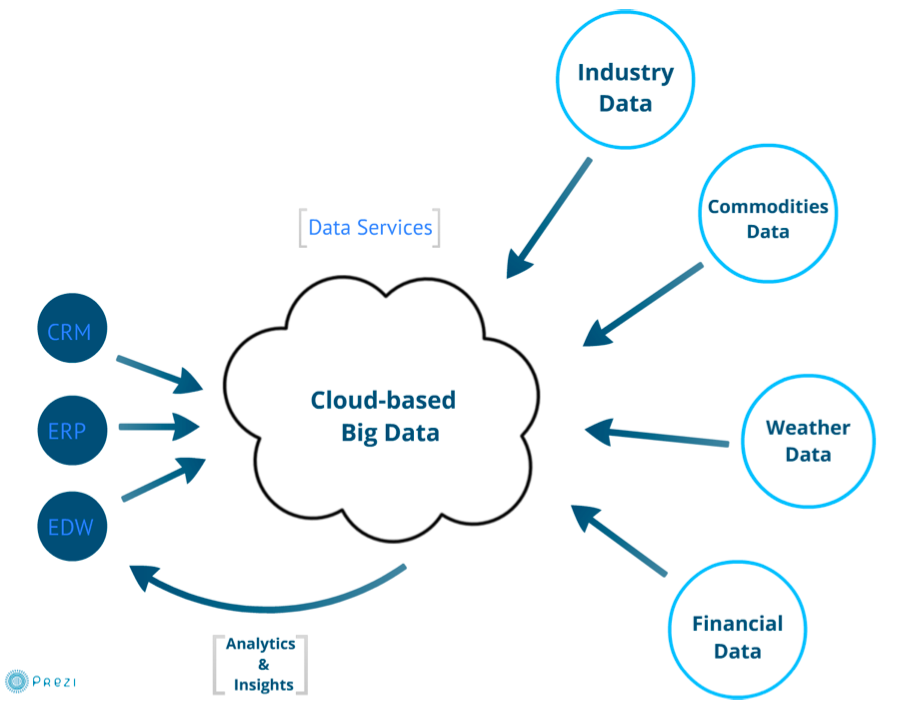 Industry
Data
Commodities
Data
[Data Services]
CRM
ERP
EDW
Cloud-based
Big Data
Weather
Data
Financial
Data
[Analytics
&
Insights]
Prezi